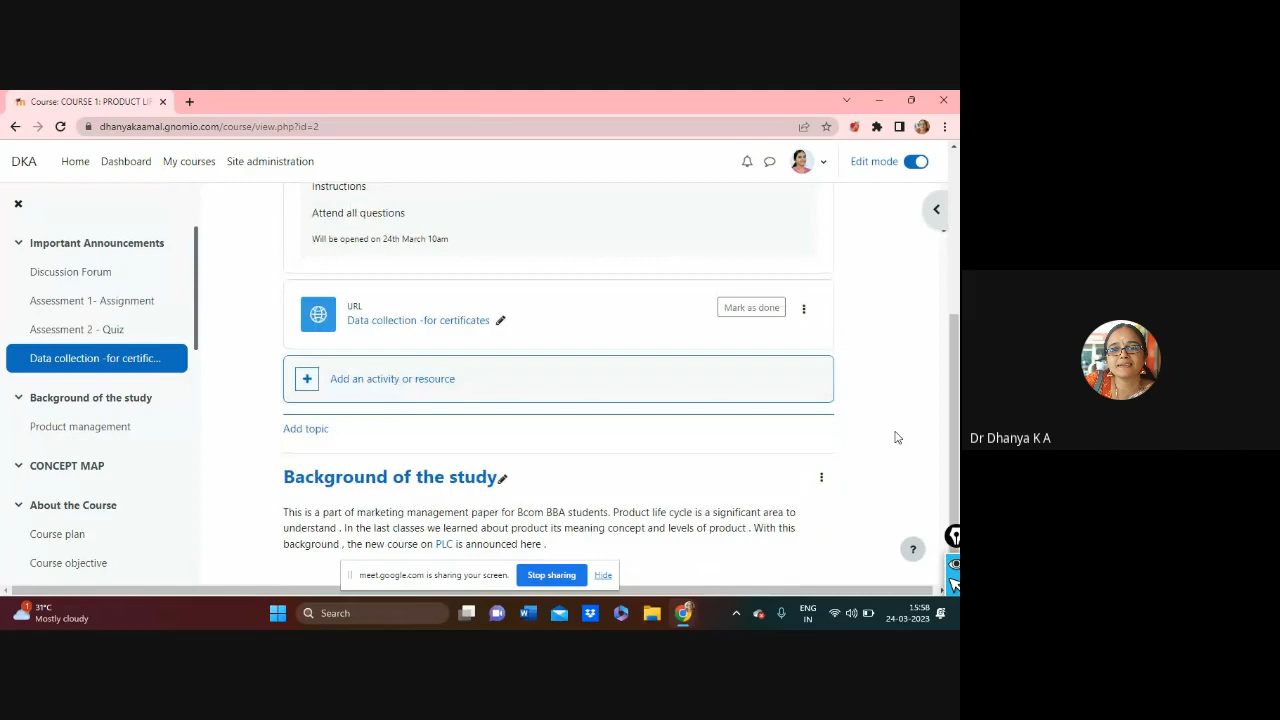 Course: COURSE 1: PRODUCT LIF
dhanyakaamal.gnomio.com/course/view.php?id=2
DKA Home Dashboard My courses Site administration Edit mode
Important Announcements
Discussion Forum
Assessment 1- Assignment
Assessment 2 - Quiz
Data collection -for certific...
Background of the study
Product management
CONCEPT MAP
About the Course
Course plan
Course objective
Instructions
Attend all questions
Will be opened on 24th March 10am
URL
Data collection -for certificates
Mark as done
Add an activity or resource
Add topic
Background of the study
This is a part of marketing management paper for Bcom BBA students. Product life cycle is a significant area to
understand . In the last classes we learned about product its meaning concept and levels of product . With this
background , the new course on PLC is announced here .
?
meet.google.com is sharing your screen. Stop sharing Hide
1
31°C
Mostly cloudy
Search
ENG
IN
15:58
24-03-2023
Dr Dhanya K A